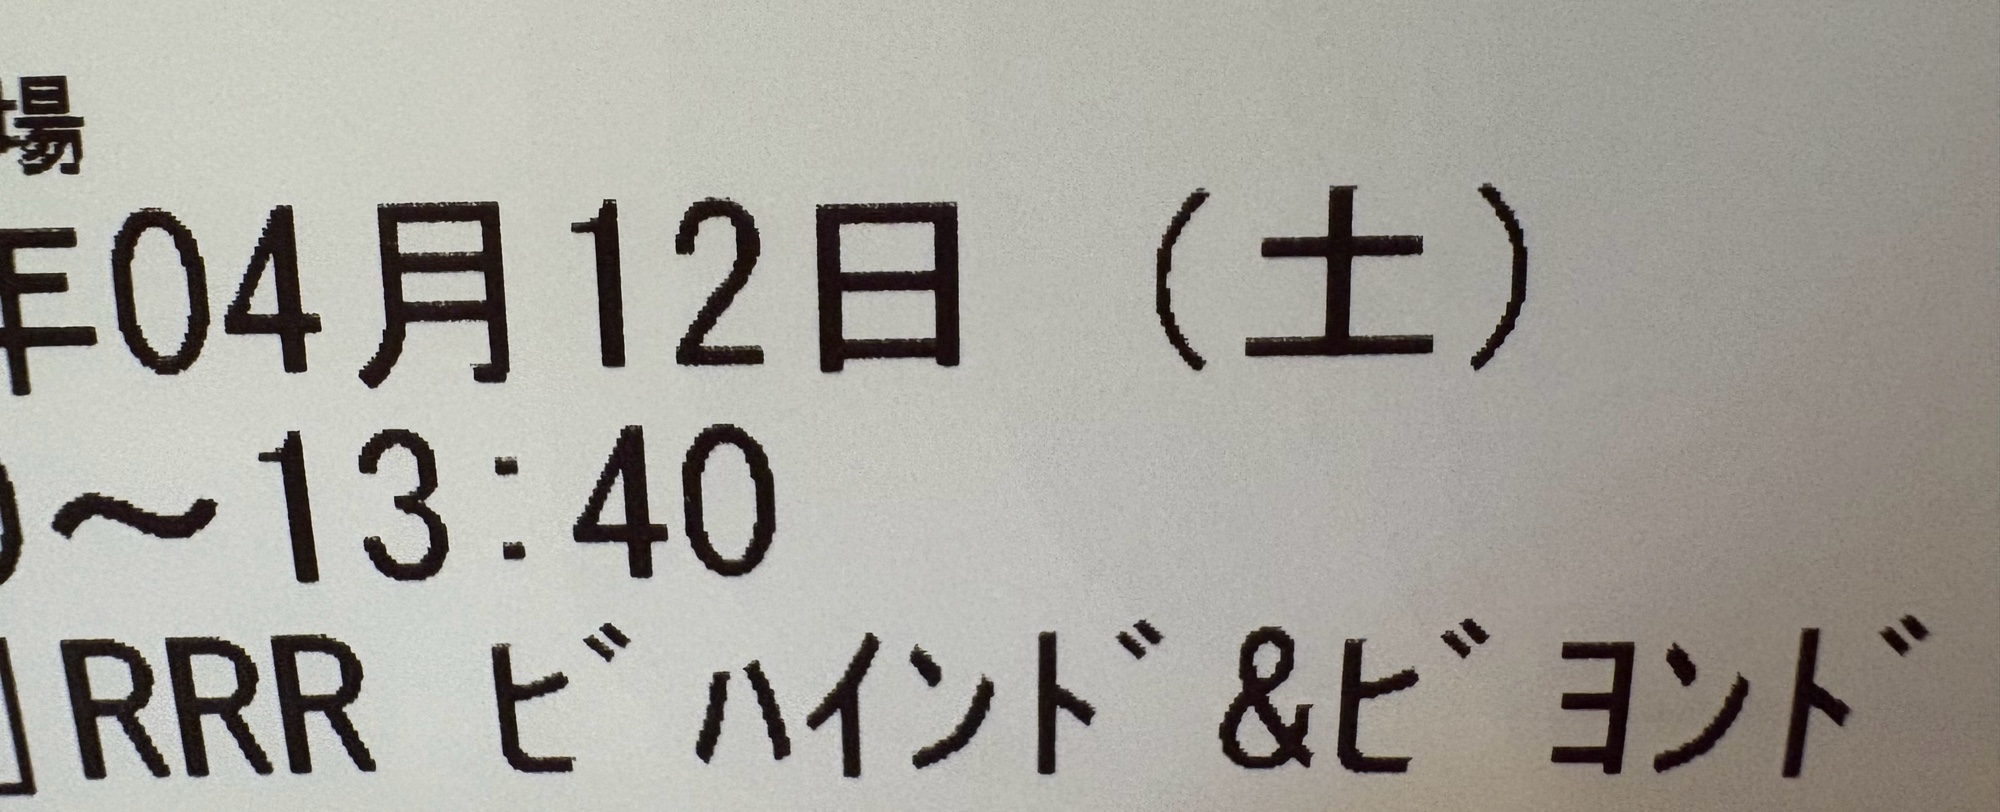 場
年04月12日 (土)
～13:40
]RRR ﾋﾞﾊｲﾝﾄﾞ&ﾋﾞﾖﾝﾄﾞ